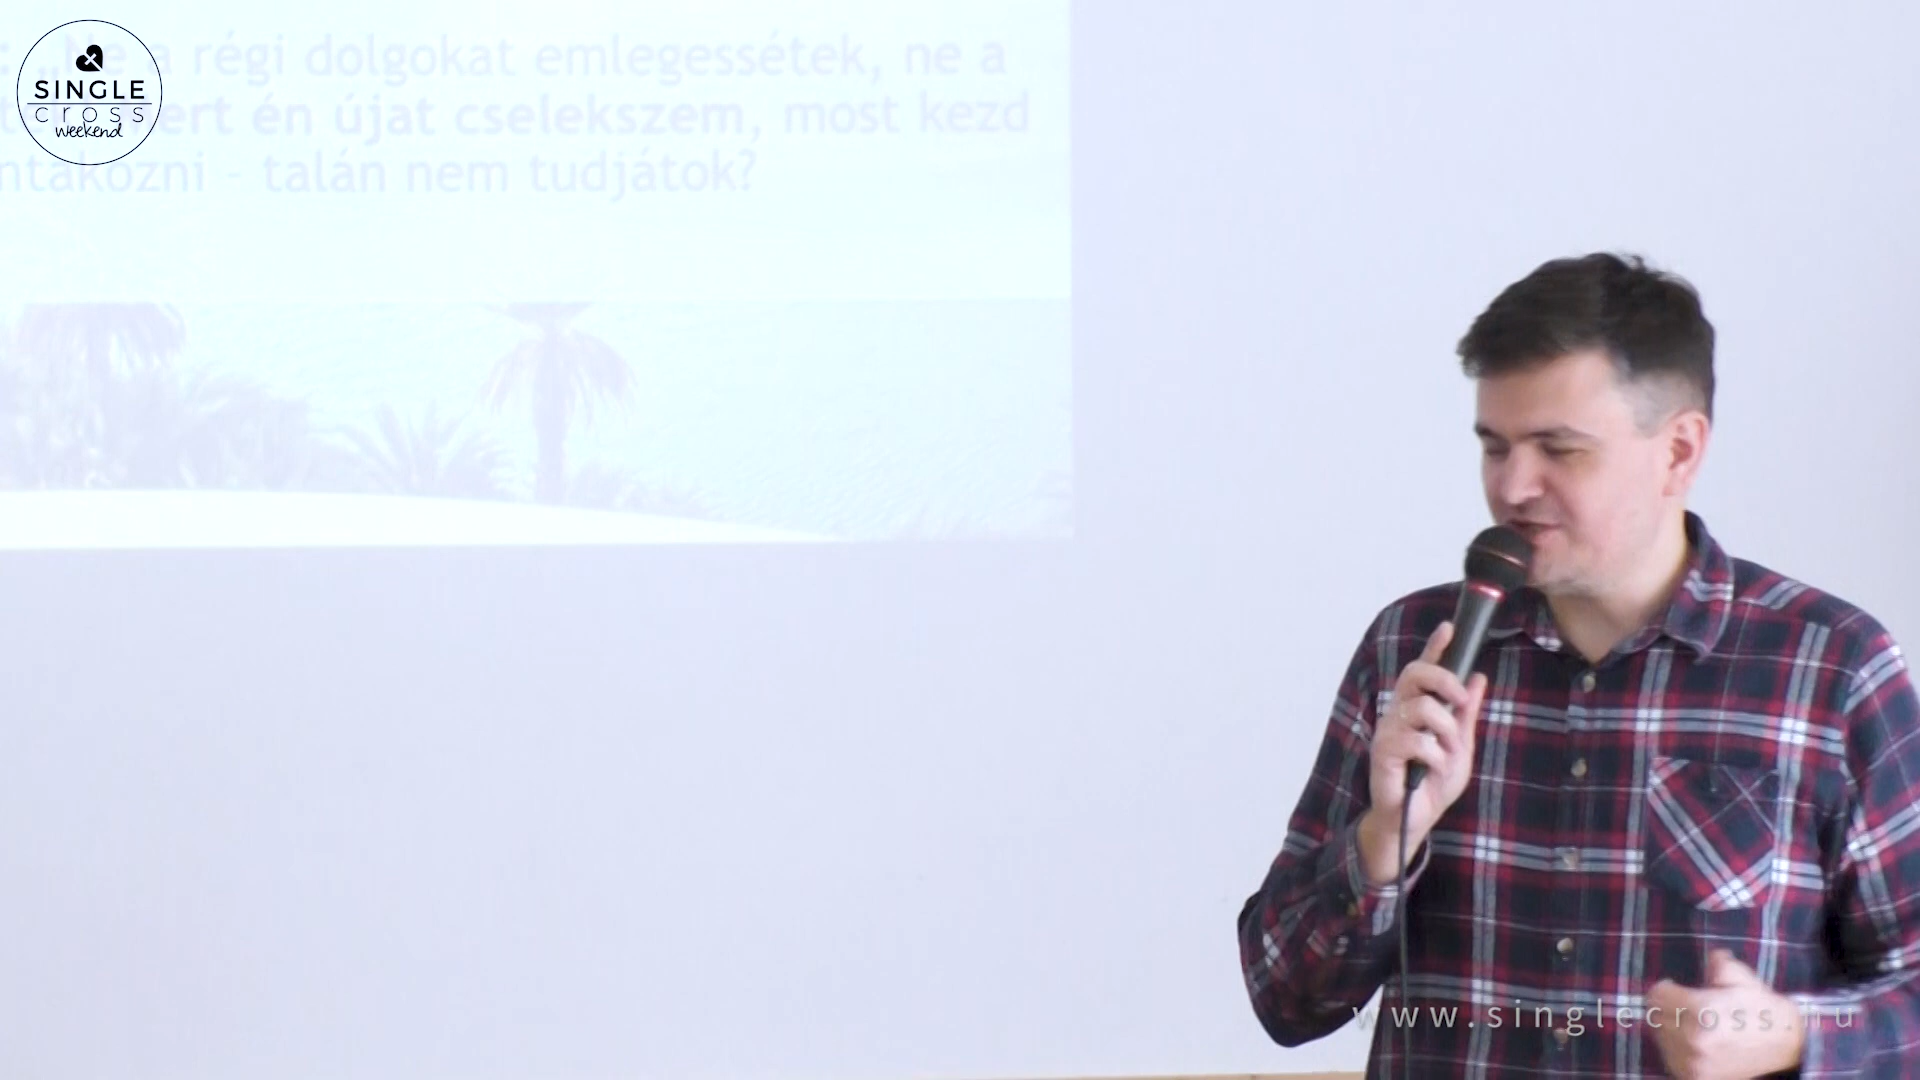 SINGLE
cross
weekend
: „Ne a régi dolgokat emlegessétek, ne a
ert én újat cselekszem, most kezd
ntakozni - talán nem tudjátok?
www.singlecross.hu